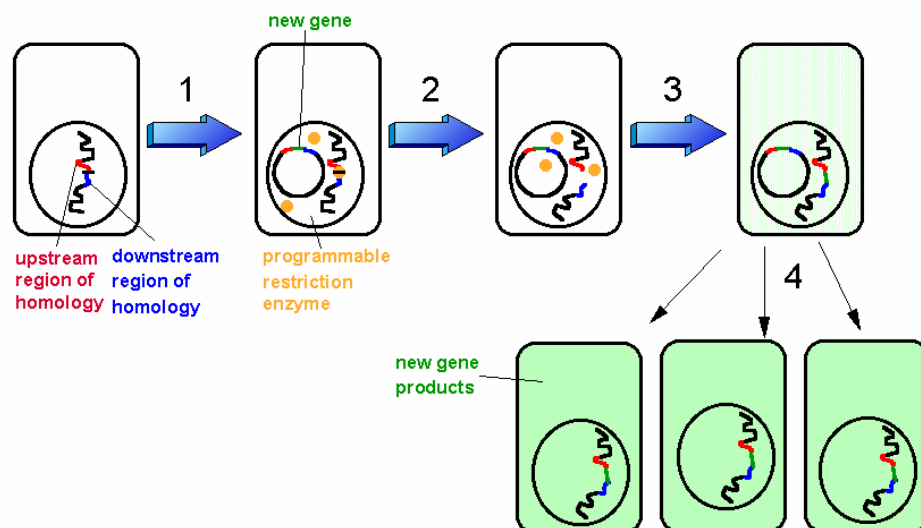 new gene
1
2
3
upstream
region of
homology
downstream
region of
homology
programmable
restriction
enzyme
4
new gene
products